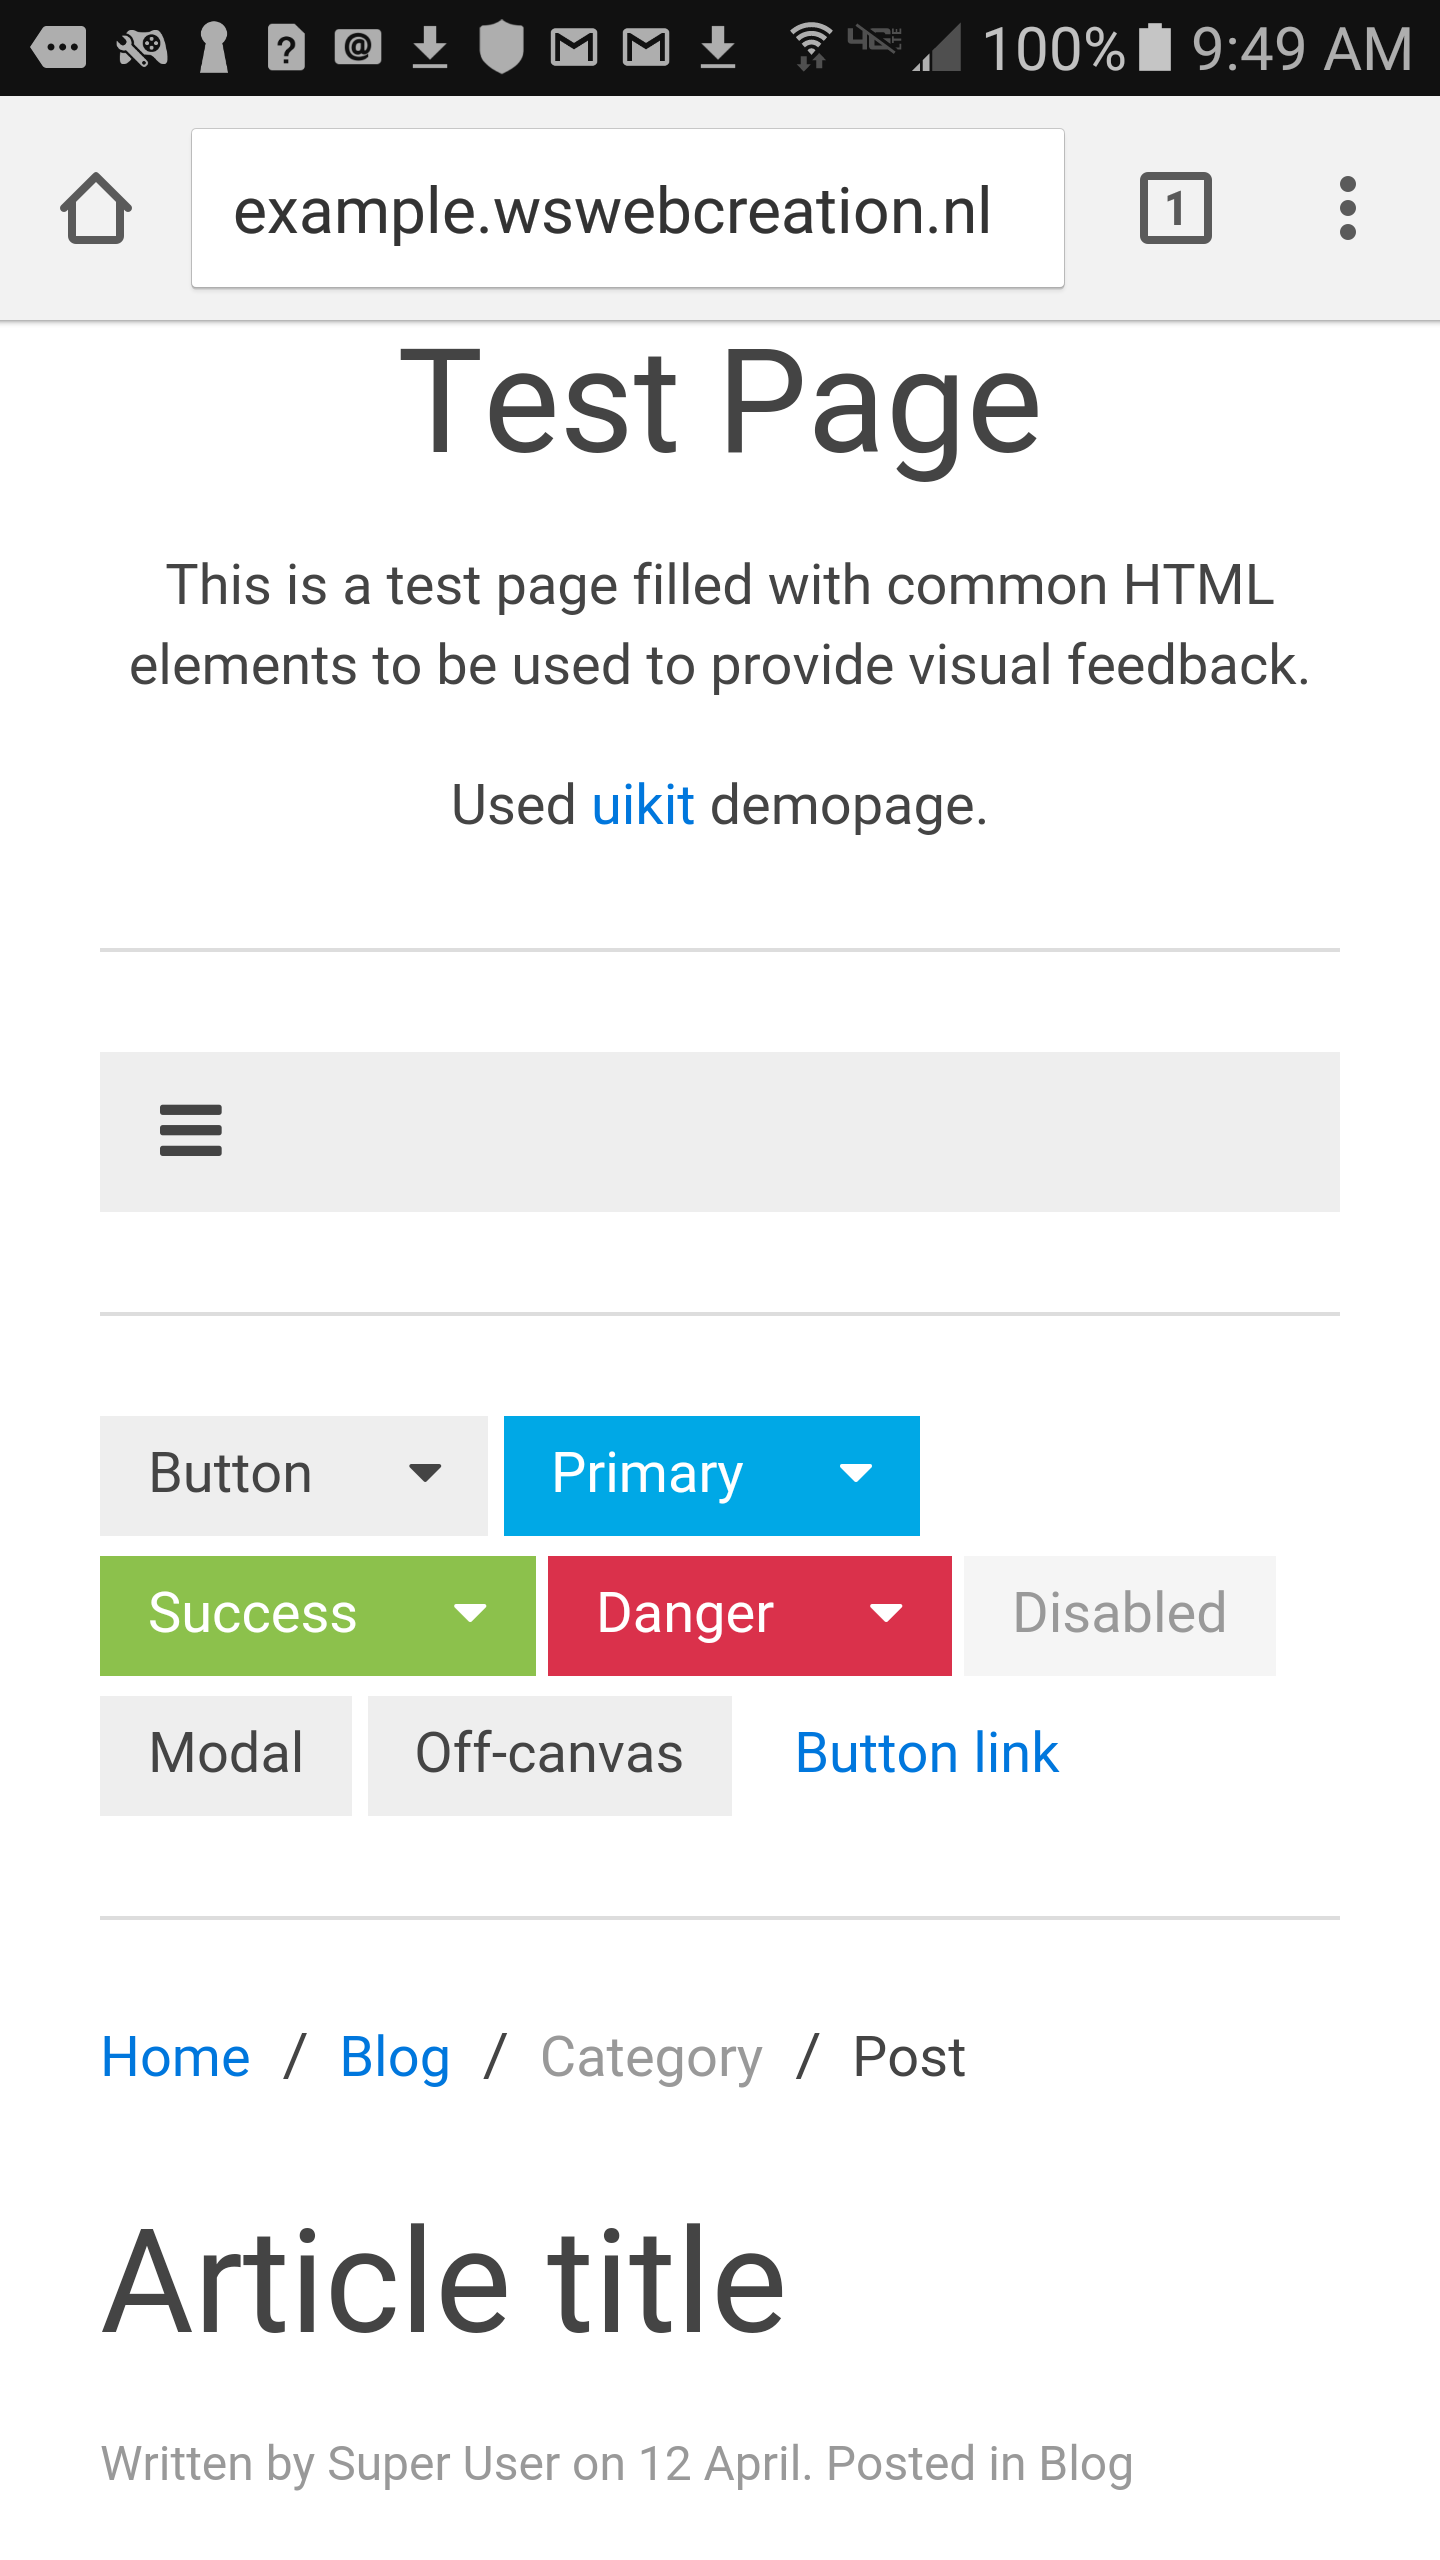 100% 9:49 AM
example.wswebcreation.nl 1
Test Page
This is a test page filled with common HTML
elements to be used to provide visual feedback.
Used uikit demopage.
Button Primary
Success Danger Disabled
Modal Off-canvas Button link
Home / Blog / Category / Post
Article title
Written by Super User on 12 April. Posted in Blog